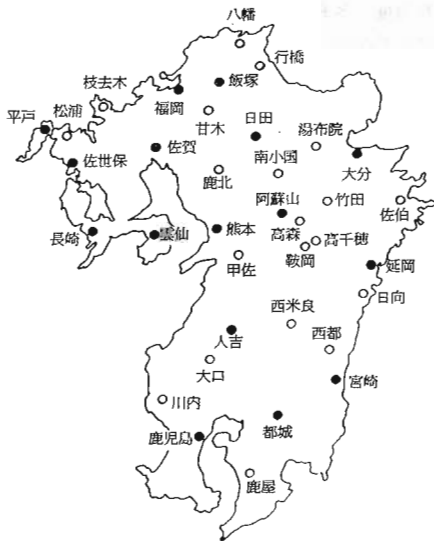 八幡
行橋
枝去木
飯塚
福岡
松浦
平戸
甘木
日田
湯布院
佐世保
佐賀
南小国
大分
鹿北
阿蘇山
竹田
佐伯
長崎
雲仙
熊本
高森
高千穂
鞍岡
甲佐
延岡
日向
西米良
人吉
西都
大口
宮崎
川内
都城
鹿児島
鹿屋